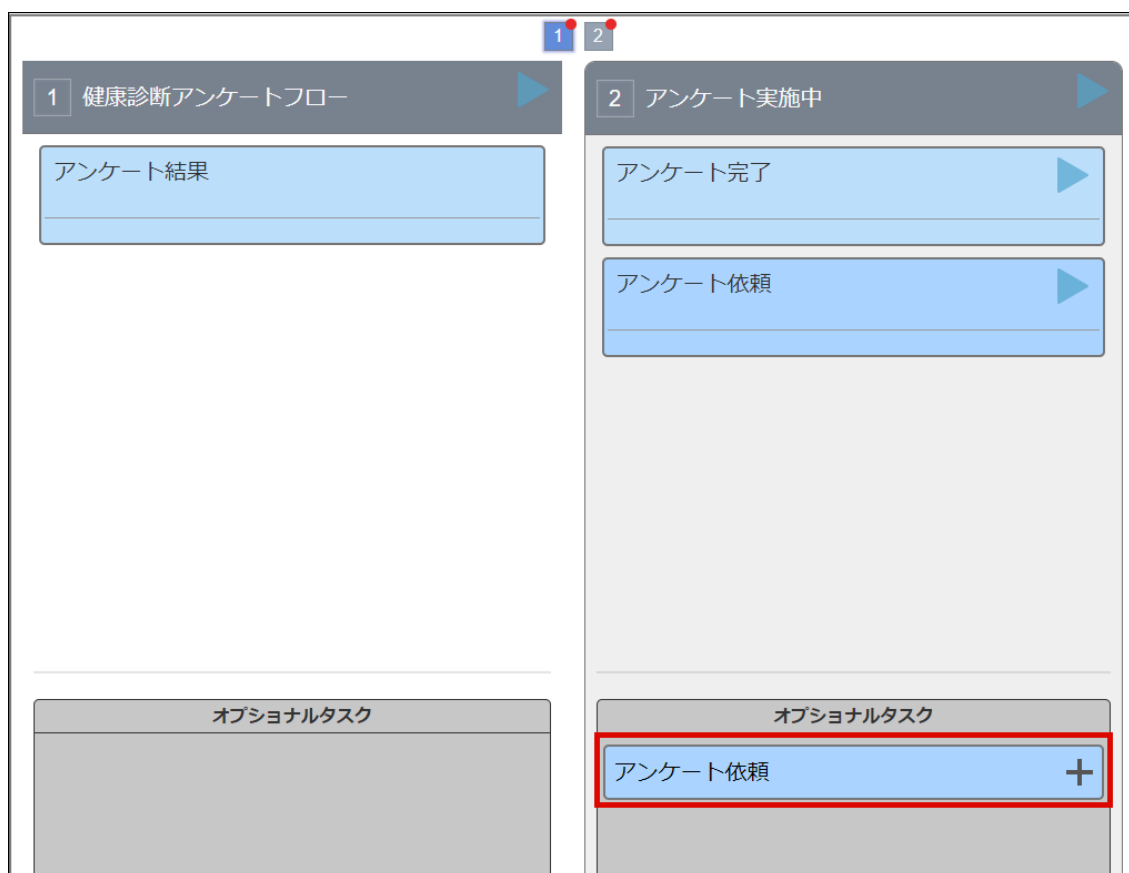 1 2
1 健康診断アンケートフロー
アンケート結果
オプショナルタスク
2 アンケート実施中
アンケート完了
アンケート依頼
オプショナルタスク
アンケート依頼 +